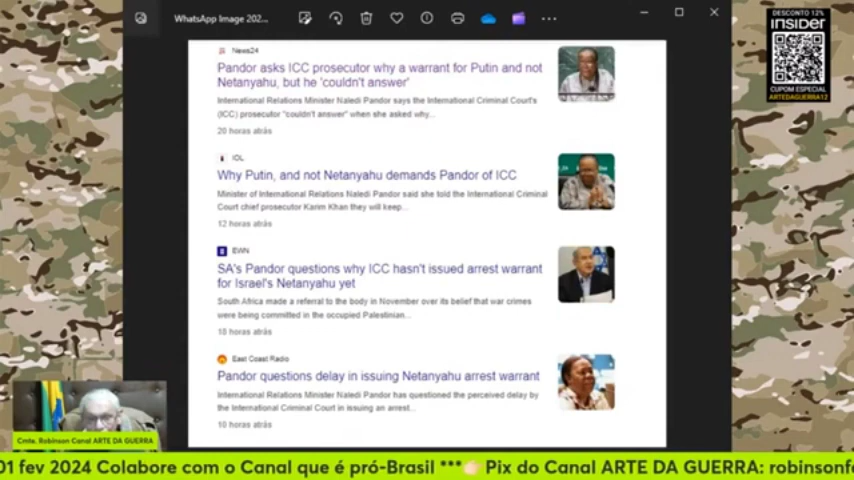 WhatsApp Image 202...
DESCONTO 12%
INSIDER
CUPOM ESPECIAL
ARTEDAGUERRA12
News24
Pandor asks ICC prosecutor why a warrant for Putin and not
Netanyahu, but he 'couldn't answer'
International Relations Minister Naledi Pandor says the International Criminal Court's
(ICC) prosecutor "couldn't answer" when she asked why...
20 horas atrás
IOL
Why Putin, and not Netanyahu demands Pandor of ICC
Minister of International Relations Naledi Pandor said she told the International Criminal
Court chief prosecutor Karim Khan they will keep...
12 horas atrás
EWN
SA's Pandor questions why ICC hasn't issued arrest warrant
for Israel's Netanyahu yet
South Africa made a referral to the body in November over its belief that war crimes
were being committed in the occupied Palestinian...
18 horas atrás
East Coast Radio
Pandor questions delay in issuing Netanyahu arrest warrant
International Relations Minister Naledi Pandor has questioned the perceived delay by
the International Criminal Court in issuing an arrest...
10 horas atrás
Cmte. Robinson Canal ARTE DA GUERRA
01 fev 2024 Colabore com o Canal que é pró-Brasil *** Pix do Canal ARTE DA GUERRA: robinsonfa